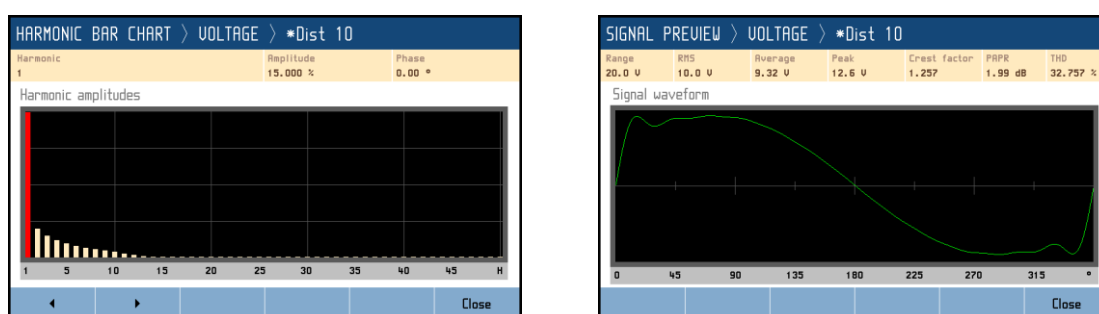 HARMONIC BAR CHART > VOLTAGE > *Dist 10
Harmonic Amplitude Phase
1 15.000 % 0.00 °
Harmonic amplitudes
1 5 10 15 20 25 30 35 40 45 H
Close
SIGNAL PREVIEW > VOLTAGE > *Dist 10
Range RMS Average Peak Crest factor PAPR THD
20.0 V 10.0 V 9.32 V 12.6 V 1.257 1.99 dB 32.757 %
Signal waveform
0 45 90 135 180 225 270 315 °
Close